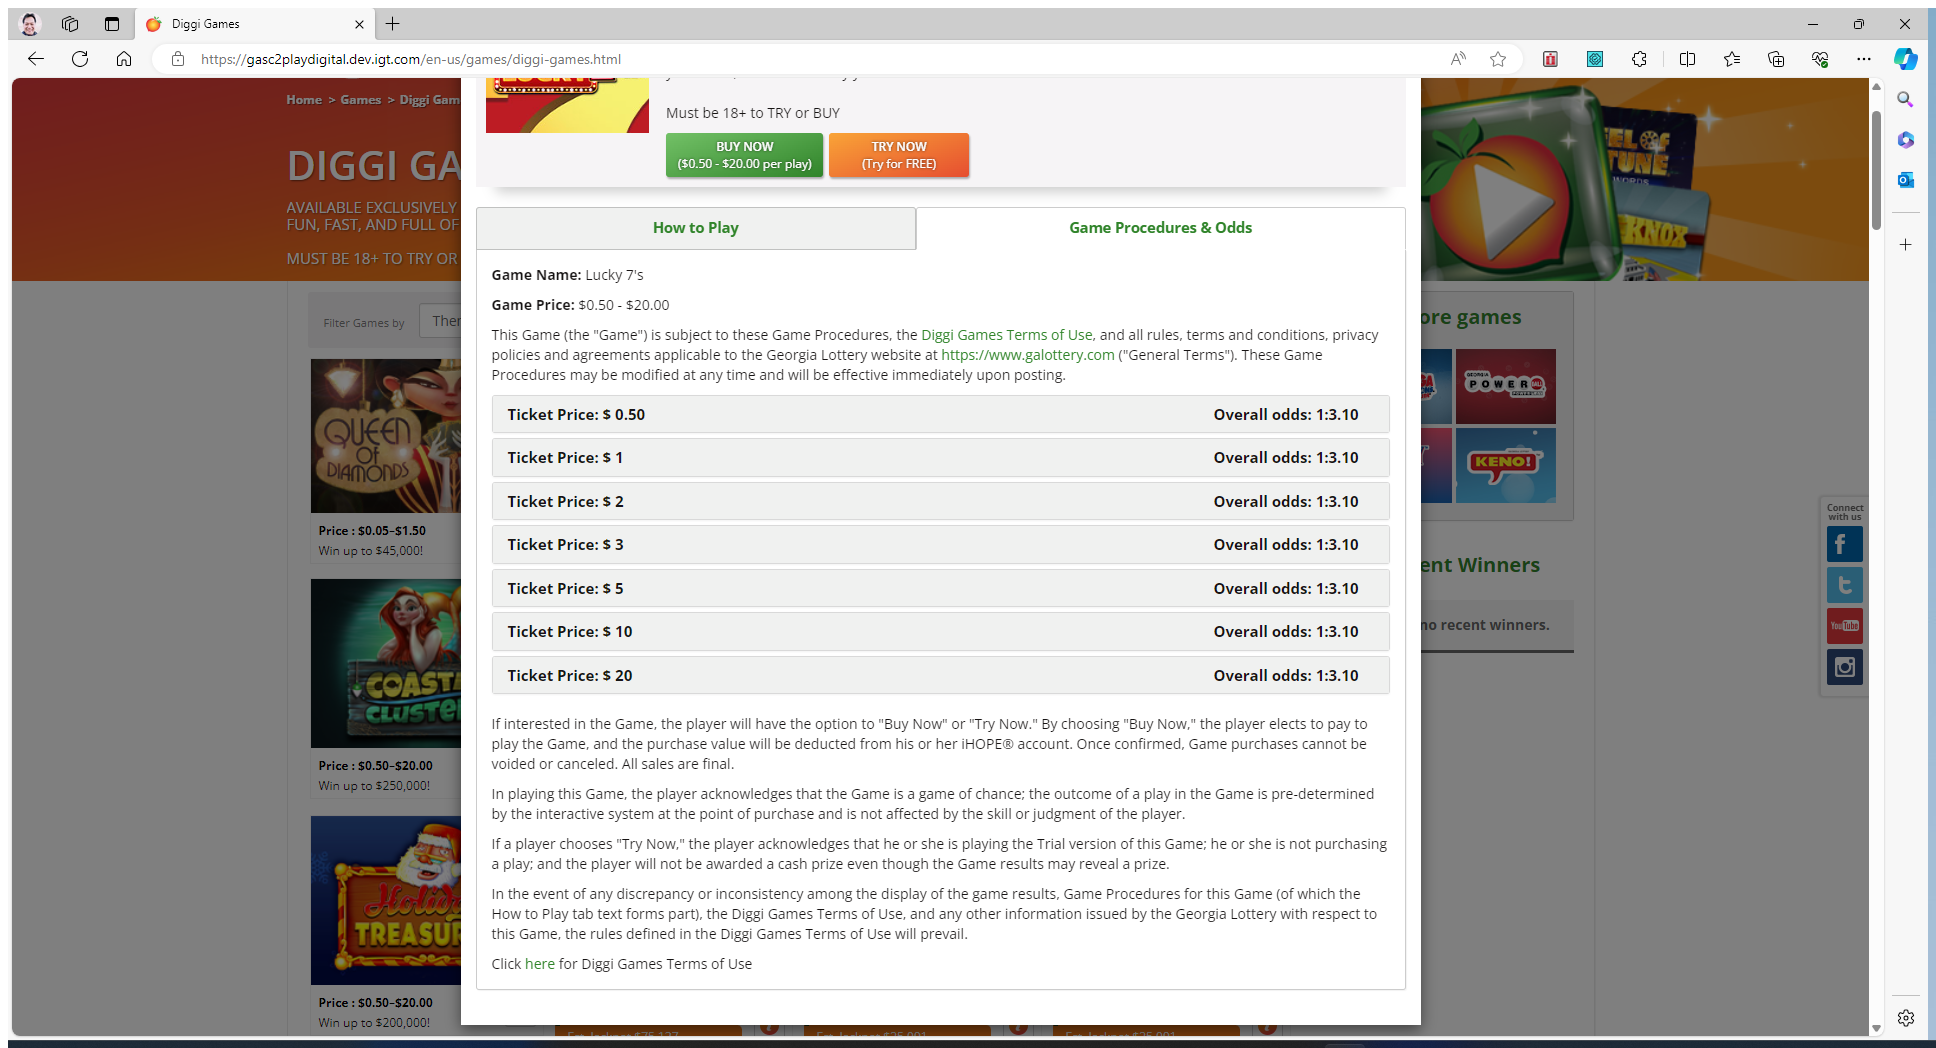 Diggi Games
https://gasc2playdigital.dev.igt.com/en-us/games/diggi-games.html
Home > Games > Diggi Gam
DIGGI GA
AVAILABLE EXCLUSIVELY
FUN, FAST, AND FULL OF
MUST BE 18+ TO TRY OR
Filter Games by
QUEEN
OF
DIAMONDS
Price : $0.05–$1.50
Win up to $45,000!
COASTA
CLUSTE
Price : $0.50–$20.00
Win up to $250,000!
Holid
TREASU
Price : $0.50–$20.00
Win up to $200,000!
Must be 18+ to TRY or BUY
BUY NOW
($0.50 - $20.00 per play)
TRY NOW
(Try for FREE)
How to Play
Game Procedures & Odds
Game Name: Lucky 7's
Game Price: $0.50 - $20.00
This Game (the "Game") is subject to these Game Procedures, the Diggi Games Terms of Use, and all rules, terms and conditions, privacy
policies and agreements applicable to the Georgia Lottery website at https://www.galottery.com ("General Terms"). These Game
Procedures may be modified at any time and will be effective immediately upon posting.
Ticket Price: $ 0.50 Overall odds: 1:3.10
Ticket Price: $ 1 Overall odds: 1:3.10
Ticket Price: $ 2 Overall odds: 1:3.10
Ticket Price: $ 3 Overall odds: 1:3.10
Ticket Price: $ 5 Overall odds: 1:3.10
Ticket Price: $ 10 Overall odds: 1:3.10
Ticket Price: $ 20 Overall odds: 1:3.10
If interested in the Game, the player will have the option to "Buy Now" or "Try Now." By choosing "Buy Now," the player elects to pay to
play the Game, and the purchase value will be deducted from his or her iHOPE® account. Once confirmed, Game purchases cannot be
voided or canceled. All sales are final.
In playing this Game, the player acknowledges that the Game is a game of chance; the outcome of a play in the Game is pre-determined
by the interactive system at the point of purchase and is not affected by the skill or judgment of the player.
If a player chooses "Try Now," the player acknowledges that he or she is playing the Trial version of this Game; he or she is not purchasing
a play; and the player will not be awarded a cash prize even though the Game results may reveal a prize.
In the event of any discrepancy or inconsistency among the display of the game results, Game Procedures for this Game (of which the
How to Play tab text forms part), the Diggi Games Terms of Use, and any other information issued by the Georgia Lottery with respect to
this Game, the rules defined in the Diggi Games Terms of Use will prevail.
Click here for Diggi Games Terms of Use
EL OF
TUNE
WORDS
KNOX
ore games
GEORGIA
POWERBALL
KENO!
ent Winners
no recent winners.
Connect
with us
YouTube